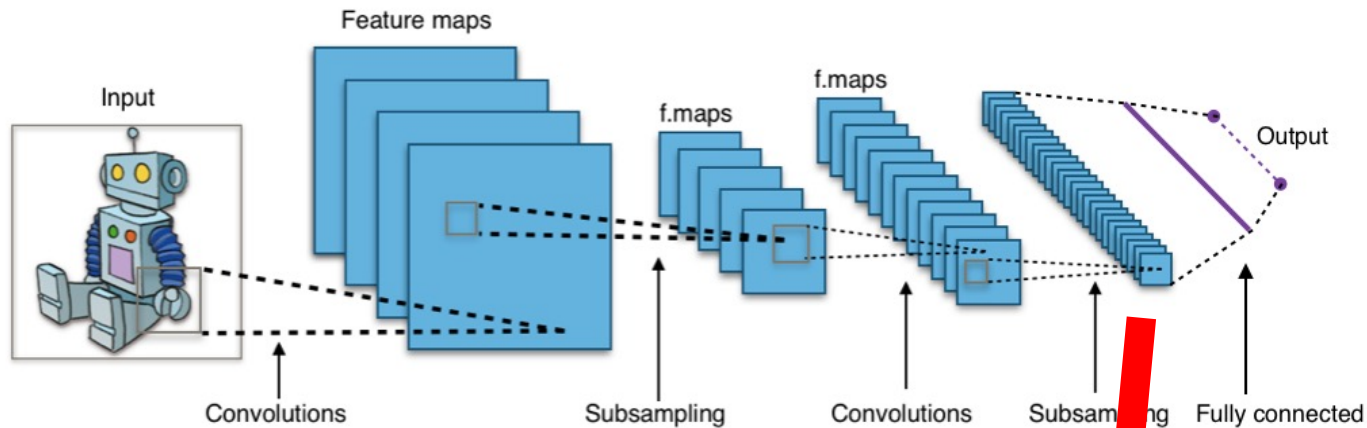 Feature maps
Input
f.maps
f.maps
Output
Convolutions
Subsampling
Convolutions
Fully connected